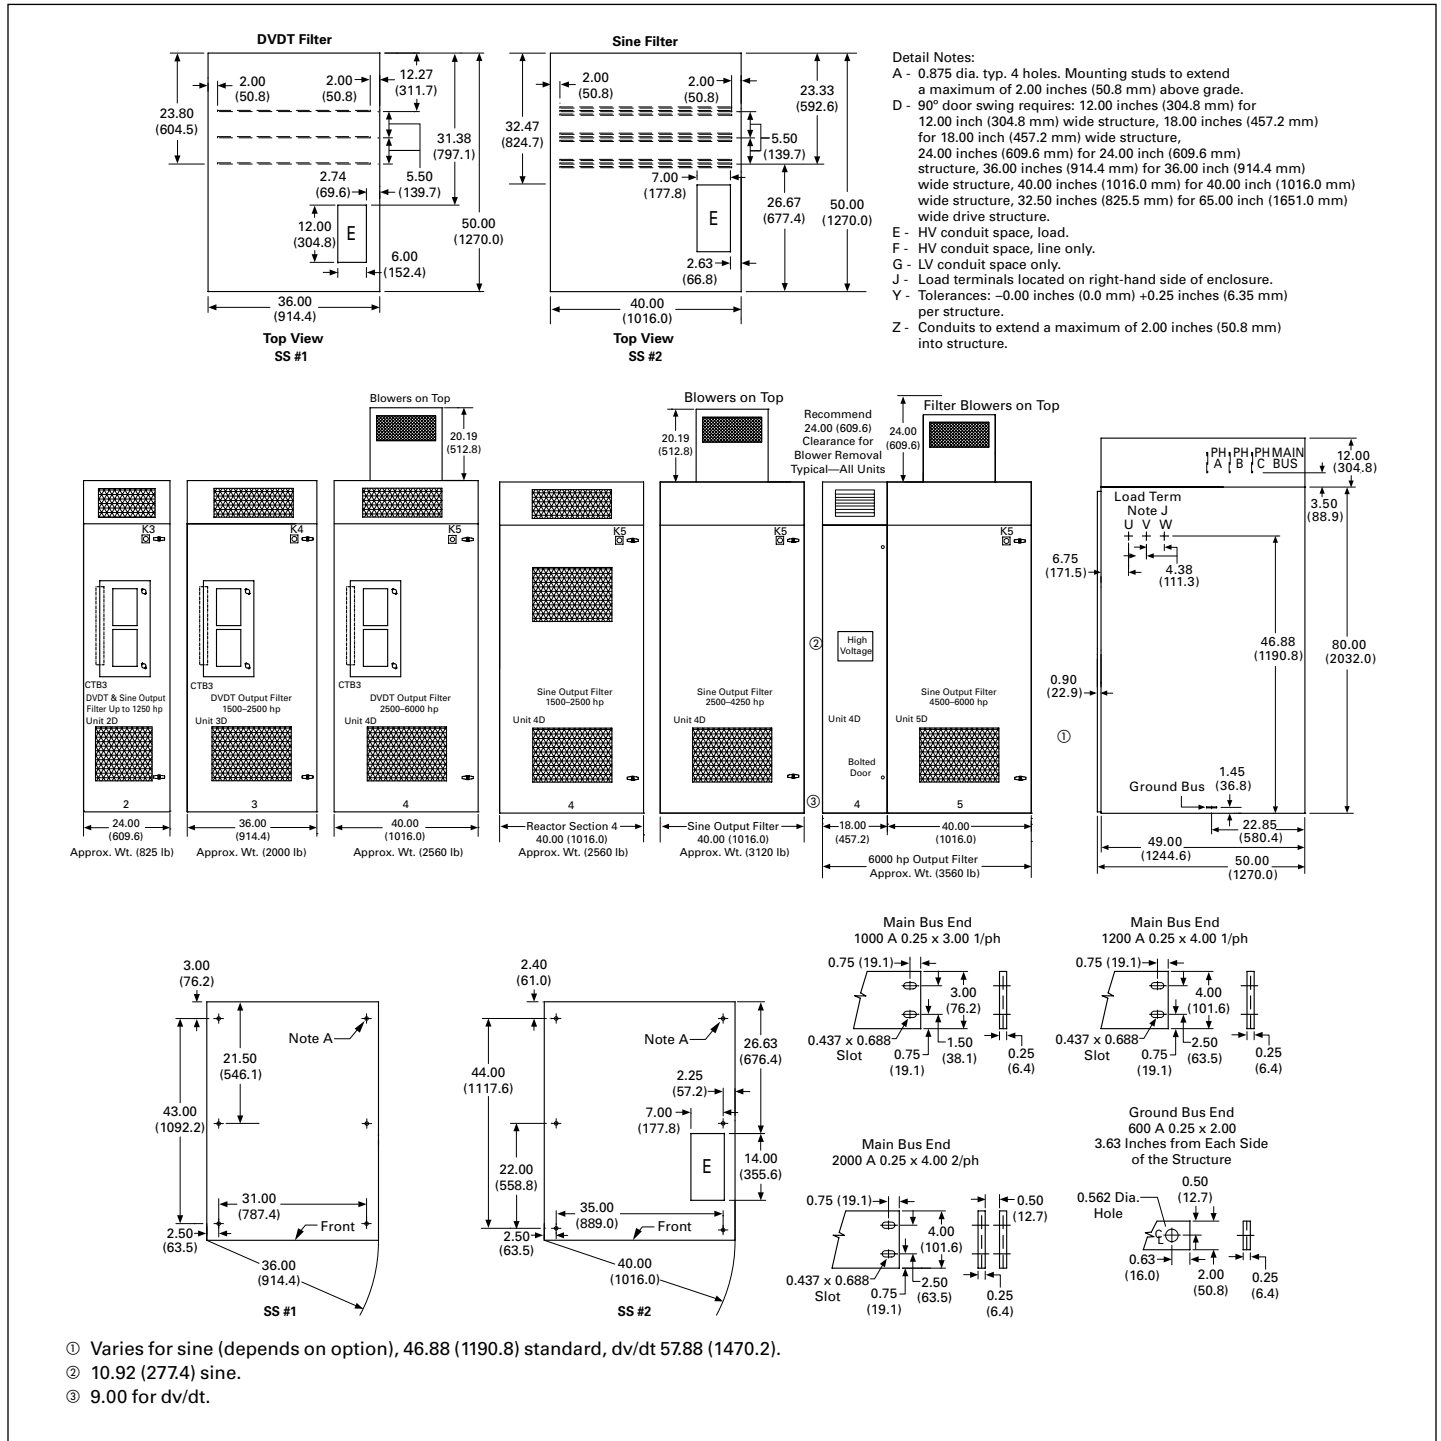 DVDT Filter
2.00
(50.8)
2.00
(50.8)
12.27
(311.7)
23.80
(604.5)
31.38
(797.1)
2.74
(69.6)
5.50
(139.7)
12.00
(304.8)
E
6.00
(152.4)
50.00
(1270.0)
36.00
(914.4)
Top View
SS #1
Sine Filter
2.00
(50.8)
2.00
(50.8)
23.33
(592.6)
32.47
(824.7)
5.50
(139.7)
7.00
(177.8)
E
26.67
(677.4)
50.00
(1270.0)
2.63
(66.8)
40.00
(1016.0)
Top View
SS #2
Detail Notes:
A - 0.875 dia. typ. 4 holes. Mounting studs to extend
a maximum of 2.00 inches (50.8 mm) above grade.
D - 90º door swing requires: 12.00 inches (304.8 mm) for
12.00 inch (304.8 mm) wide structure, 18.00 inches (457.2 mm)
for 18.00 inch (457.2 mm) wide structure,
24.00 inches (609.6 mm) for 24.00 inch (609.6 mm)
structure, 36.00 inches (914.4 mm) for 36.00 inch (914.4 mm)
wide structure, 40.00 inches (1016.0 mm) for 40.00 inch (1016.0 mm)
wide structure, 32.50 inches (825.5 mm) for 65.00 inch (1651.0 mm)
wide drive structure.
E - HV conduit space, load.
F - HV conduit space, line only.
G - LV conduit space only.
J - Load terminals located on right-hand side of enclosure.
Y - Tolerances: –0.00 inches (0.0 mm) +0.25 inches (6.35 mm)
per structure.
Z - Conduits to extend a maximum of 2.00 inches (50.8 mm)
into structure.
K3
CTB3
DVDT & Sine Output
Filter Up to 1250 hp
Unit 2D
2
24.00
(609.6)
Approx. Wt. (825 lb)
K4
CTB3
DVDT Output Filter
1500–2500 hp
Unit 3D
3
36.00
(914.4)
Approx. Wt. (2000 lb)
Blowers on Top
20.19
(512.8)
K5
CTB3
DVDT Output Filter
2500–6000 hp
Unit 4D
4
40.00
(1016.0)
Approx. Wt. (2560 lb)
K5
Sine Output Filter
1500–2500 hp
Unit 4D
4
Reactor Section 4
40.00 (1016.0)
Approx. Wt. (2560 lb)
Blowers on Top
20.19
(512.8)
K5
Sine Output Filter
2500–4250 hp
Unit 4D
Sine Output Filter
40.00 (1016.0)
Approx. Wt. (3120 lb)
Recommend
24.00 (609.6)
Clearance for
Blower Removal
Typical—All Units
24.00
(609.6)
Filter Blowers on Top
②
High
Voltage
Unit 4D
Bolted
Door
③
4
18.00
(457.2)
K5
Sine Output Filter
4500–6000 hp
Unit 5D
5
40.00
(1016.0)
6000 hp Output Filter
Approx. Wt. (3560 lb)
PH PH PH MAIN
A B C BUS
12.00
(304.8)
3.50
(88.9)
Load Term
Note J
U V W
6.75
(171.5)
4.38
(111.3)
46.88
(1190.8)
80.00
(2032.0)
0.90
(22.9)
①
1.45
(36.8)
Ground Bus
22.85
(580.4)
49.00
(1244.6)
50.00
(1270.0)
3.00
(76.2)
Note A
21.50
(546.1)
43.00
(1092.2)
31.00
(787.4)
2.50
(63.5)
Front
36.00
(914.4)
SS #1
2.40
(61.0)
Note A
26.63
(676.4)
44.00
(1117.6)
2.25
(57.2)
7.00
(177.8)
E
14.00
(355.6)
22.00
(558.8)
35.00
(889.0)
2.50
(63.5)
Front
40.00
(1016.0)
SS #2
Main Bus End
1000 A 0.25 x 3.00 1/ph
0.75 (19.1)
3.00
(76.2)
0.437 x 0.688
Slot
0.75
(19.1)
1.50
(38.1)
0.25
(6.4)
Main Bus End
1200 A 0.25 x 4.00 1/ph
0.75 (19.1)
4.00
(101.6)
0.437 x 0.688
Slot
0.75
(19.1)
2.50
(63.5)
0.25
(6.4)
Main Bus End
2000 A 0.25 x 4.00 2/ph
0.75 (19.1)
0.50
(12.7)
4.00
(101.6)
0.437 x 0.688
Slot
0.75
(19.1)
2.50
(63.5)
0.25
(6.4)
Ground Bus End
600 A 0.25 x 2.00
3.63 Inches from Each Side
of the Structure
0.562 Dia.
Hole
0.50
(12.7)
CL
0.63
(16.0)
2.00
(50.8)
0.25
(6.4)
① Varies for sine (depends on option), 46.88 (1190.8) standard, dv/dt 57.88 (1470.2).
② 10.92 (277.4) sine.
③ 9.00 for dv/dt.